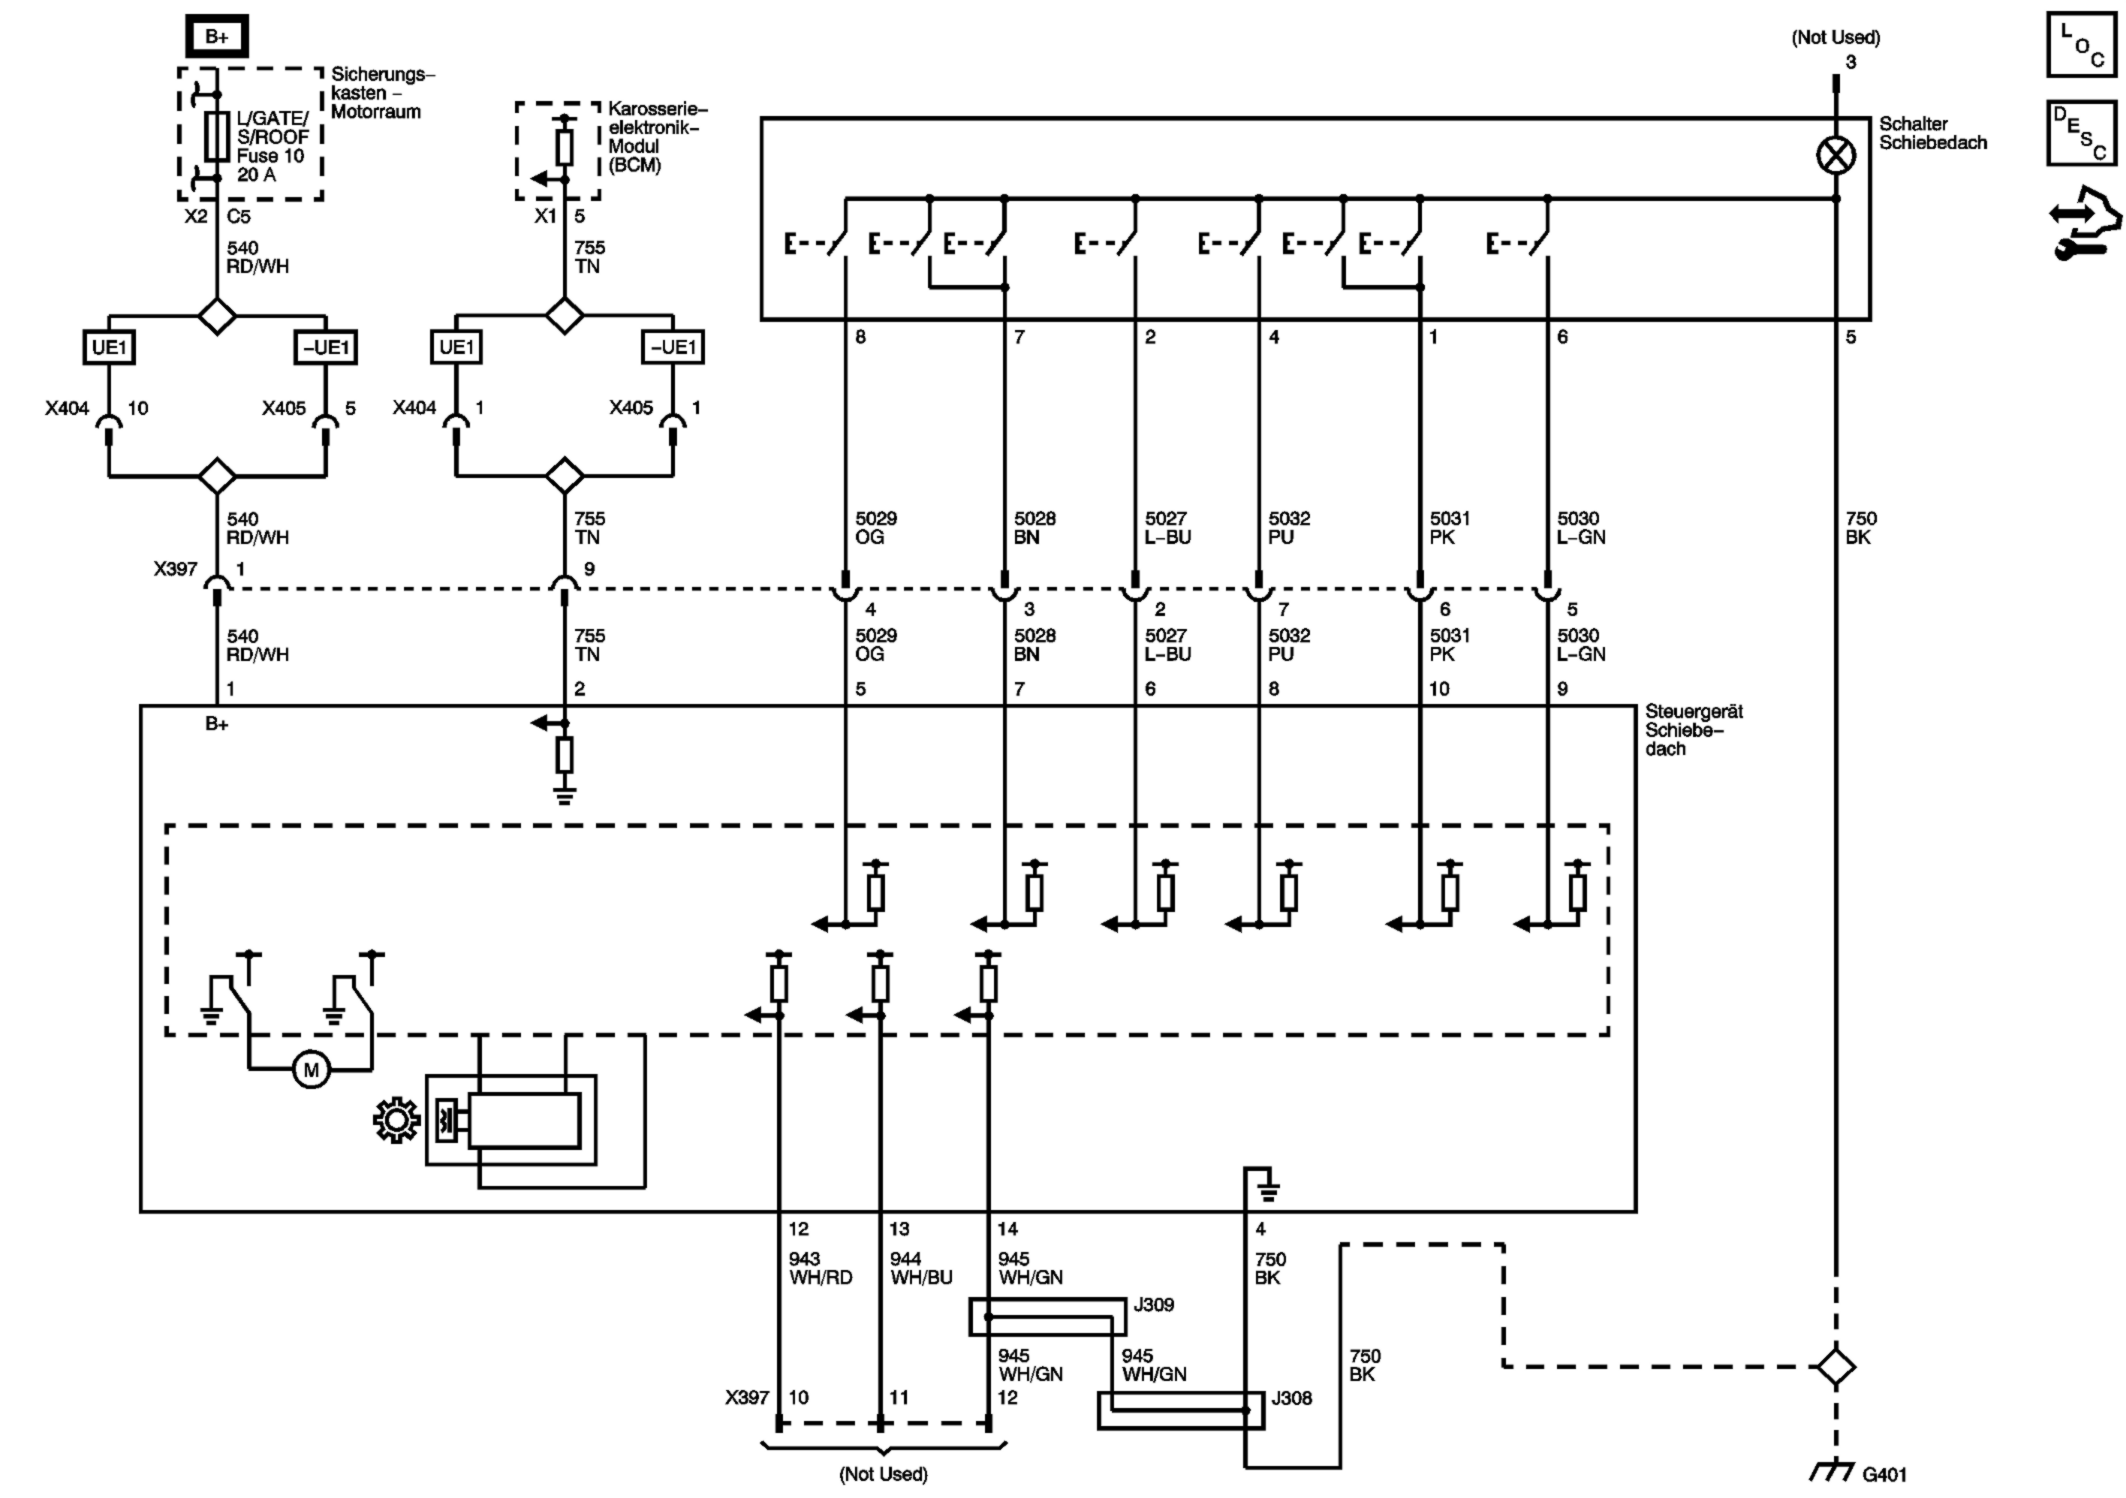 B+
Sicherungs–
kasten –
Motorraum
L/GATE/
S/ROOF
Fuse 10
20 A
X2 C5
540
RD/WH
Karosserie–
elektronik–
Modul
(BCM)
X1 5
755
TN
(Not Used)
3
Schalter
Schiebedach
L
O
C
D
E
S
C
UE1 –UE1 UE1 –UE1
X404 10 X405 5 X404 1 X405 1
8 7 2 4 1 6 5
540 755 5029 5028 5027 5032 5031 5030 750
RD/WH TN OG BN L–BU PU PK L–GN BK
X397 1 9
4 3 2 7 6 5
540 755 5029 5028 5027 5032 5031 5030
RD/WH TN OG BN L–BU PU PK L–GN
1 2 5 7 6 8 10 9
B+
Steuergerät
Schiebe–
dach
M
12 13 14 4
943 944 945 750
WH/RD WH/BU WH/GN BK
J309
945 945 750
WH/GN WH/GN BK
X397 10 11 12 J308
(Not Used)
G401